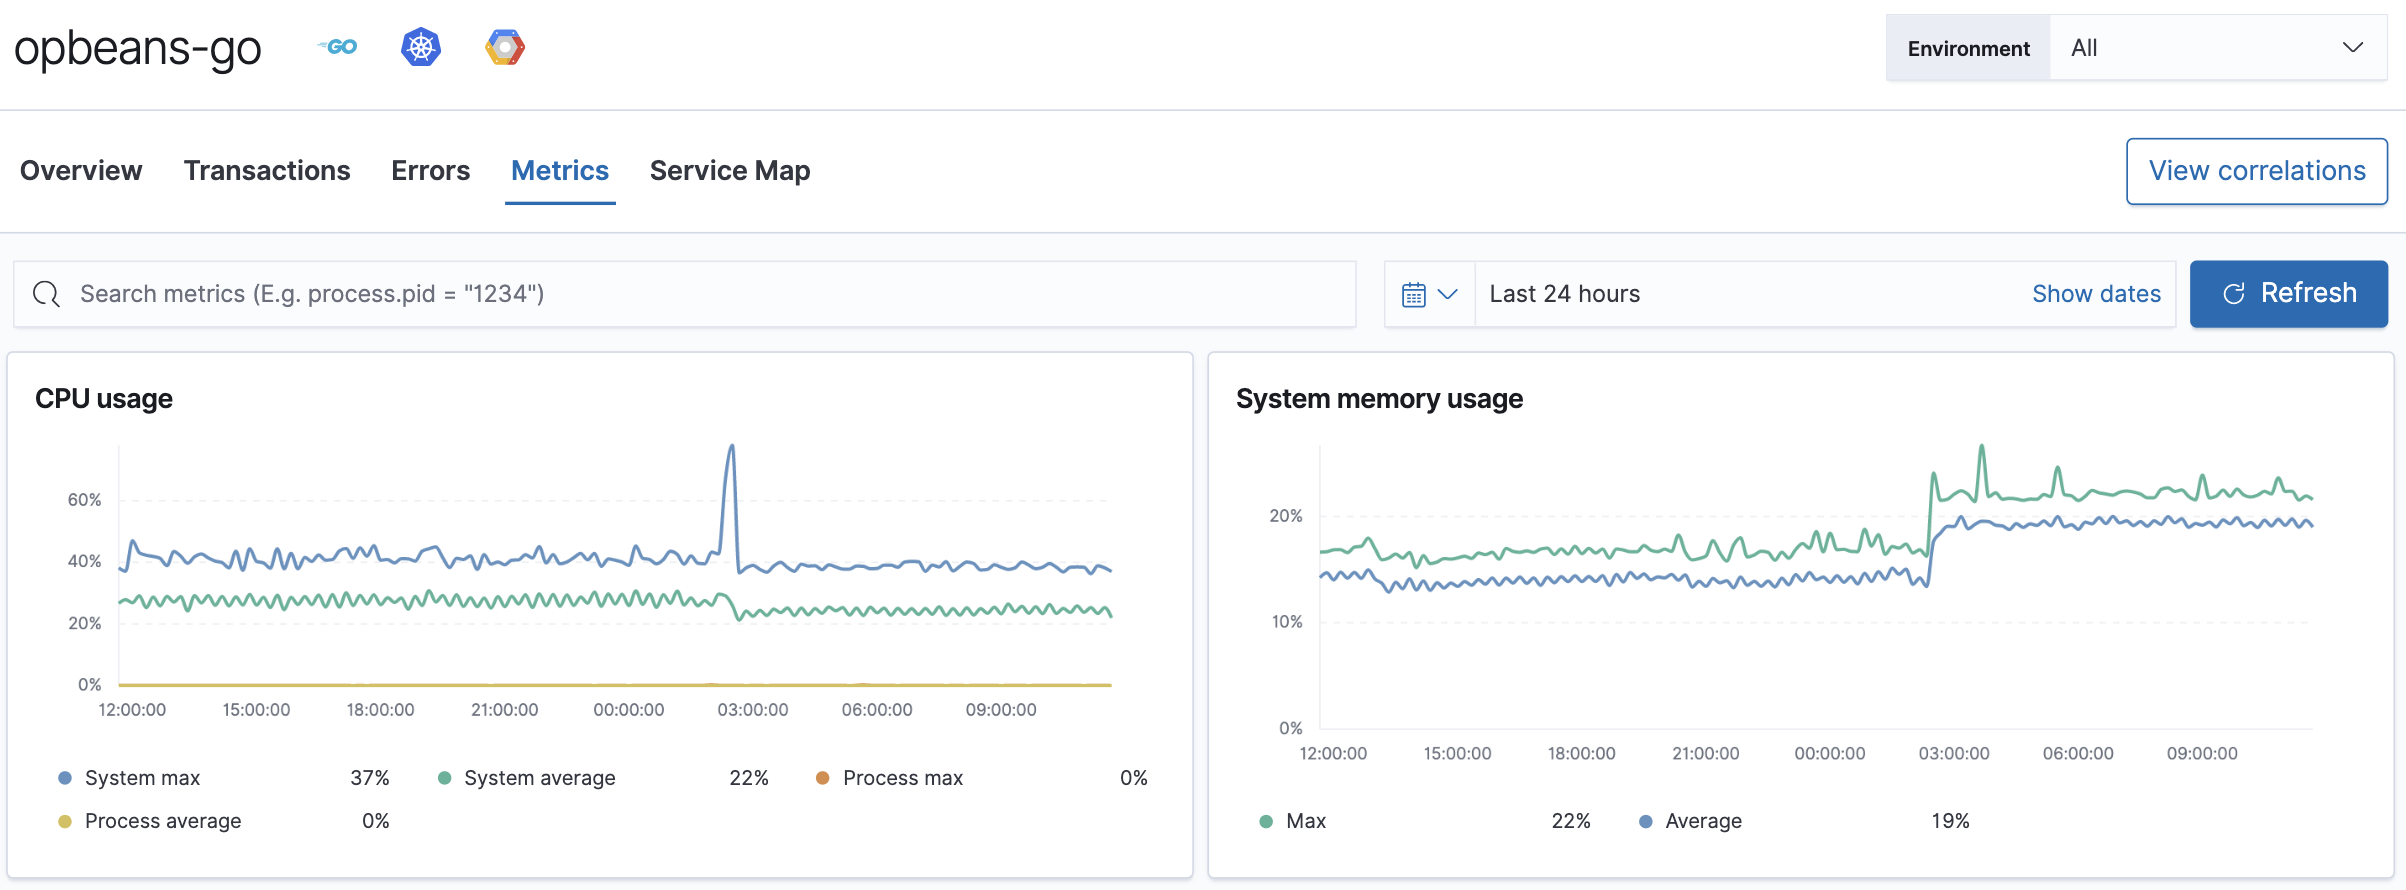 opbeans-go
GO
Environment
All
Overview
Transactions
Errors
Metrics
Service Map
View correlations
Search metrics (E.g. process.pid = "1234")
Last 24 hours
Show dates
Refresh
CPU usage
60%
40%
20%
0%
12:00:00 15:00:00 18:00:00 21:00:00 00:00:00 03:00:00 06:00:00 09:00:00
System max 37%
System average 22%
Process max 0%
Process average 0%
System memory usage
20%
10%
0%
12:00:00 15:00:00 18:00:00 21:00:00 00:00:00 03:00:00 06:00:00 09:00:00
Max 22%
Average 19%